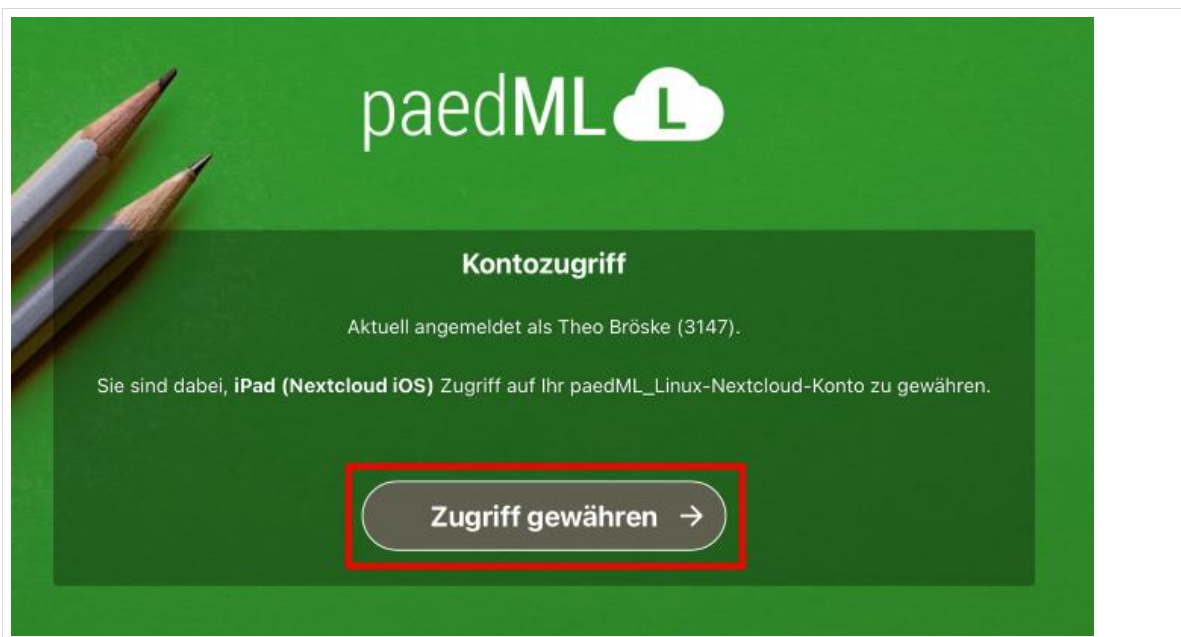 paedML L
Kontozugriff
Aktuell angemeldet als Theo Bröske (3147).
Sie sind dabei, iPad (Nextcloud iOS) Zugriff auf Ihr paedML_Linux-Nextcloud-Konto zu gewähren.
Zugriff gewähren →